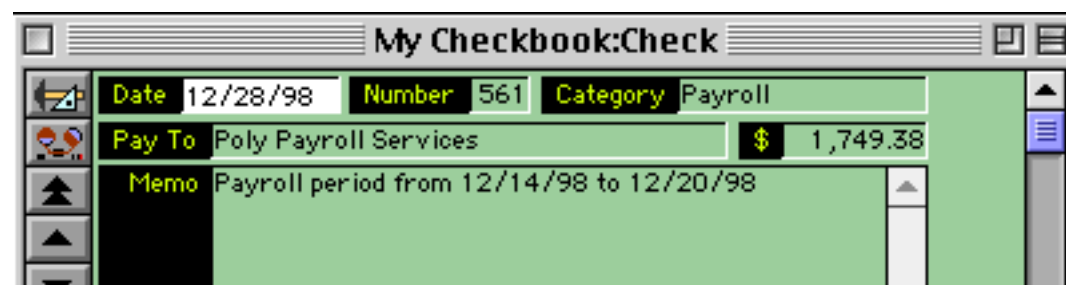 My Checkbook:Check
Date 12/28/98 Number 561 Category Payroll
Pay To Poly Payroll Services $ 1,749.38
Memo Payroll period from 12/14/98 to 12/20/98